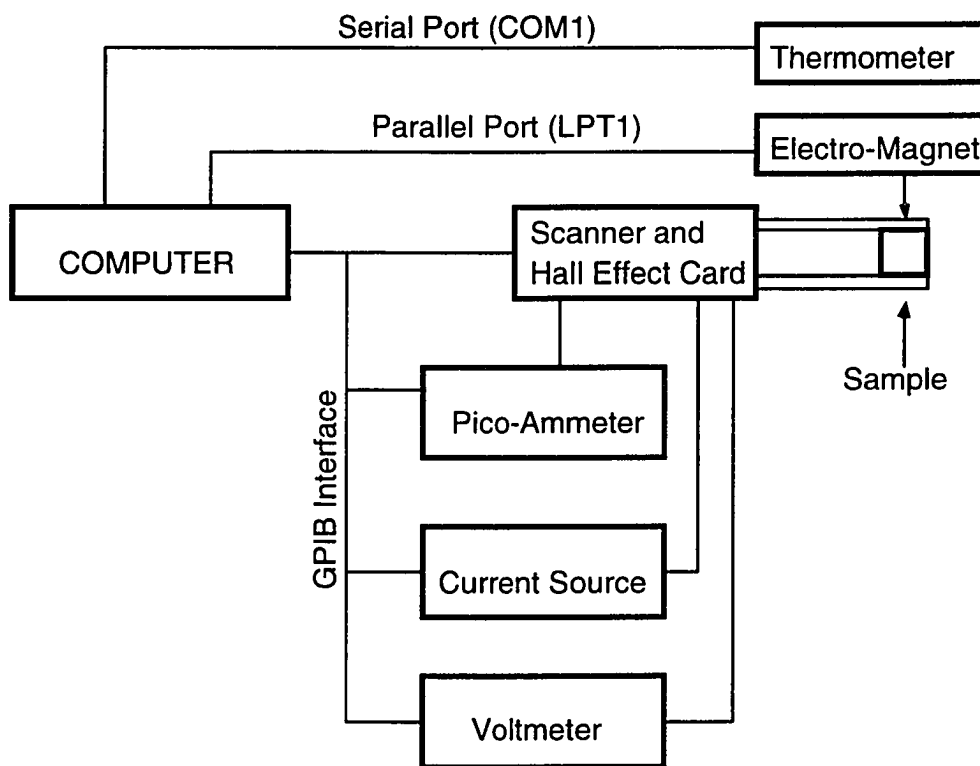 Serial Port (COM1)
Thermometer
Parallel Port (LPT1)
Electro-Magnet
COMPUTER
Scanner and
Hall Effect Card
Sample
GPIB Interface
Pico-Ammeter
Current Source
Voltmeter